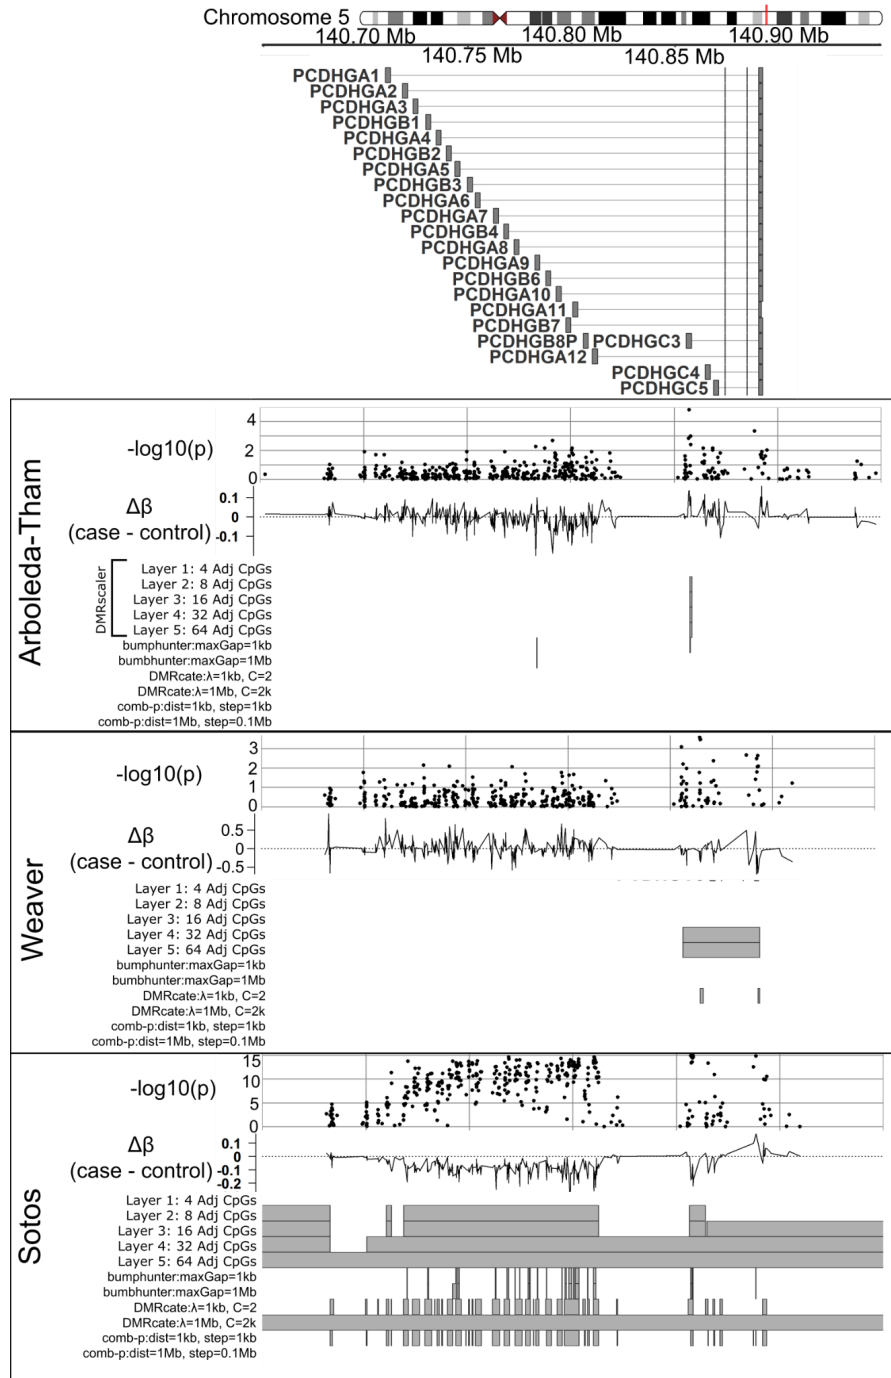 Chromosome 5
140.70 Mb 140.80 Mb 140.90 Mb
140.75 Mb 140.85 Mb
PCDHGA1
PCDHGA2
PCDHGA3
PCDHGB1
PCDHGA4
PCDHGB2
PCDHGA5
PCDHGB3
PCDHGA6
PCDHGA7
PCDHGB4
PCDHGA8
PCDHGA9
PCDHGB6
PCDHGA10
PCDHGA11
PCDHGB7
PCDHGB8P PCDHGC3
PCDHGA12
PCDHGC4
PCDHGC5
Arboleda-Tham
-log10(p)
4
2
0
Δβ
(case - control)
0.1
0
-0.1
DMRscaler
Layer 1: 4 Adj CpGs
Layer 2: 8 Adj CpGs
Layer 3: 16 Adj CpGs
Layer 4: 32 Adj CpGs
Layer 5: 64 Adj CpGs
bumphunter:maxGap=1kb
bumbhunter:maxGap=1Mb
DMRcate:λ=1kb, C=2
DMRcate:λ=1Mb, C=2k
comb-p:dist=1kb, step=1kb
comb-p:dist=1Mb, step=0.1Mb
Weaver
-log10(p)
3
2
1
0
Δβ
(case - control)
0.5
0
-0.5
Layer 1: 4 Adj CpGs
Layer 2: 8 Adj CpGs
Layer 3: 16 Adj CpGs
Layer 4: 32 Adj CpGs
Layer 5: 64 Adj CpGs
bumphunter:maxGap=1kb
bumbhunter:maxGap=1Mb
DMRcate:λ=1kb, C=2
DMRcate:λ=1Mb, C=2k
comb-p:dist=1kb, step=1kb
comb-p:dist=1Mb, step=0.1Mb
Sotos
-log10(p)
15
10
5
0
Δβ
(case - control)
0.1
0
-0.1
-0.2
Layer 1: 4 Adj CpGs
Layer 2: 8 Adj CpGs
Layer 3: 16 Adj CpGs
Layer 4: 32 Adj CpGs
Layer 5: 64 Adj CpGs
bumphunter:maxGap=1kb
bumbhunter:maxGap=1Mb
DMRcate:λ=1kb, C=2
DMRcate:λ=1Mb, C=2k
comb-p:dist=1kb, step=1kb
comb-p:dist=1Mb, step=0.1Mb